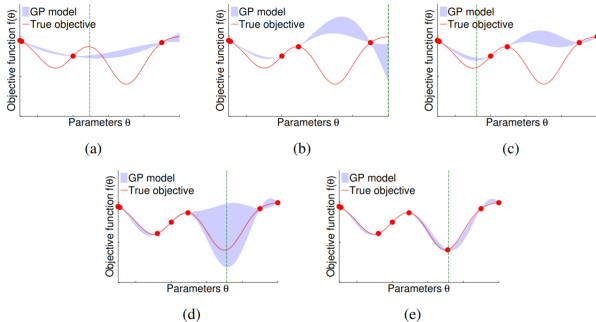 GP model
True objective
Objective function f(θ)
Parameters θ
(a)
GP model
True objective
Objective function f(θ)
Parameters θ
(b)
GP model
True objective
Objective function f(θ)
Parameters θ
(c)
GP model
True objective
Objective function f(θ)
Parameters θ
(d)
GP model
True objective
Objective function f(θ)
Parameters θ
(e)